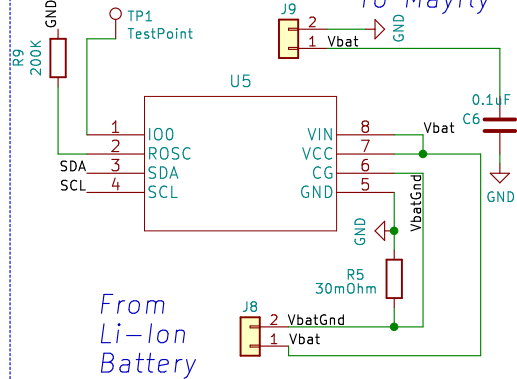 To Mayfly
GND
TP1
TestPoint
J9
2
1
Vbat
GND
R9
200K
U5
0.1uF
C6
1
IO0
VIN
8
Vbat
2
ROSC
VCC
7
SDA
3
SDA
CG
6
SCL
4
SCL
GND
5
GND
VbatGnd
GND
R5
30mOhm
From
Li-Ion
Battery
J8
2
VbatGnd
1
Vbat